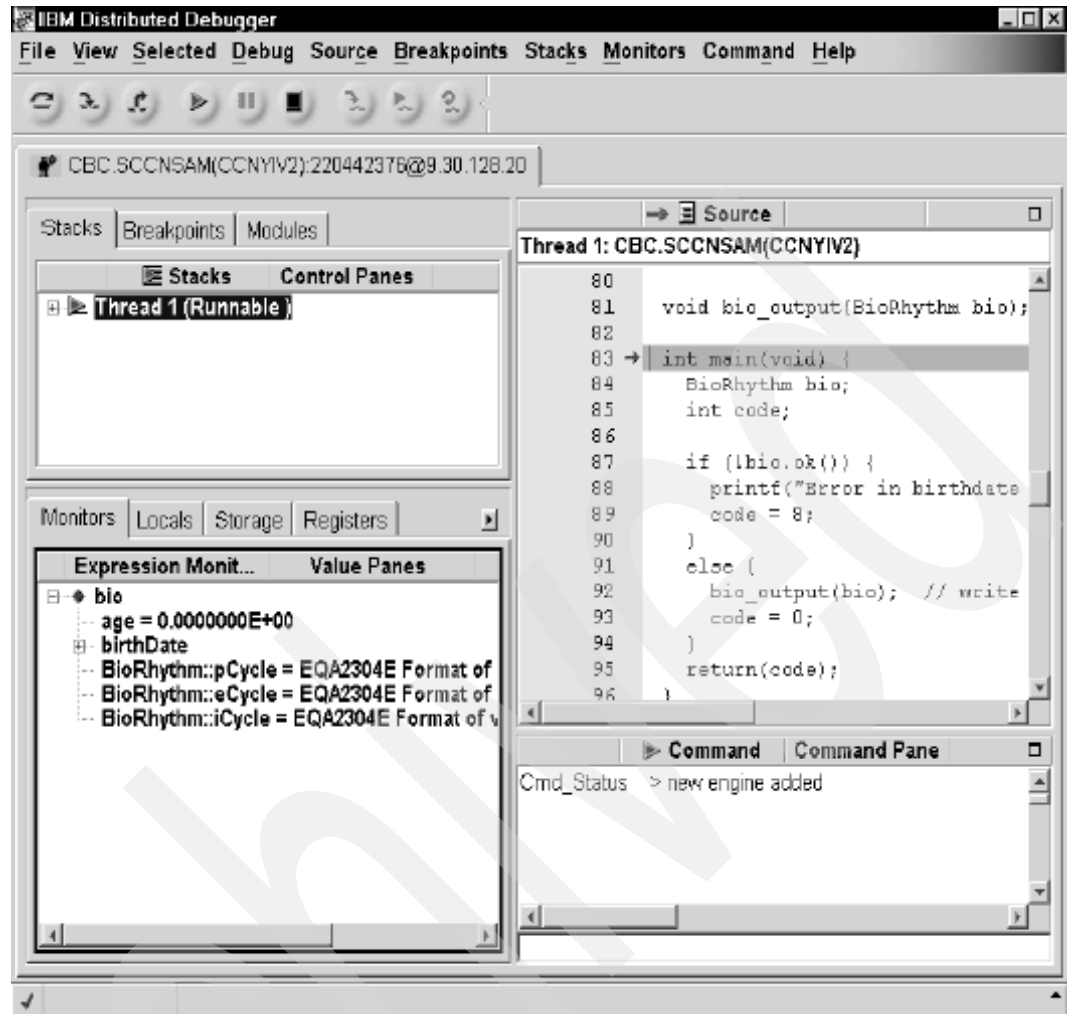 IBM Distributed Debugger
File View Selected Debug Source Breakpoints Stacks Monitors Command Help
CBC.SCCNSAM(CCNYIV2):220442376@9.30.128.20
Stacks Breakpoints Modules
Stacks Control Panes
Thread 1 (Runnable )
Monitors Locals Storage Registers
Expression Monit... Value Panes
bio
age = 0.0000000E+00
birthDate
BioRhythm::pCycle = EQA2304E Format of
BioRhythm::eCycle = EQA2304E Format of
BioRhythm::iCycle = EQA2304E Format of v
Source
Thread 1: CBC.SCCNSAM(CCNYIV2)
80
81 void bio_output(BioRhythm bio);
82
83 int main(void) {
84 BioRhythm bio;
85 int code;
86
87 if (!bio.ok()) {
88 printf("Error in birthdate
89 code = 8;
90 }
91 else {
92 bio_output(bio); // write
93 code = 0;
94 }
95 return(code);
96 }
Command Command Pane
Cmd_Status > new engine added